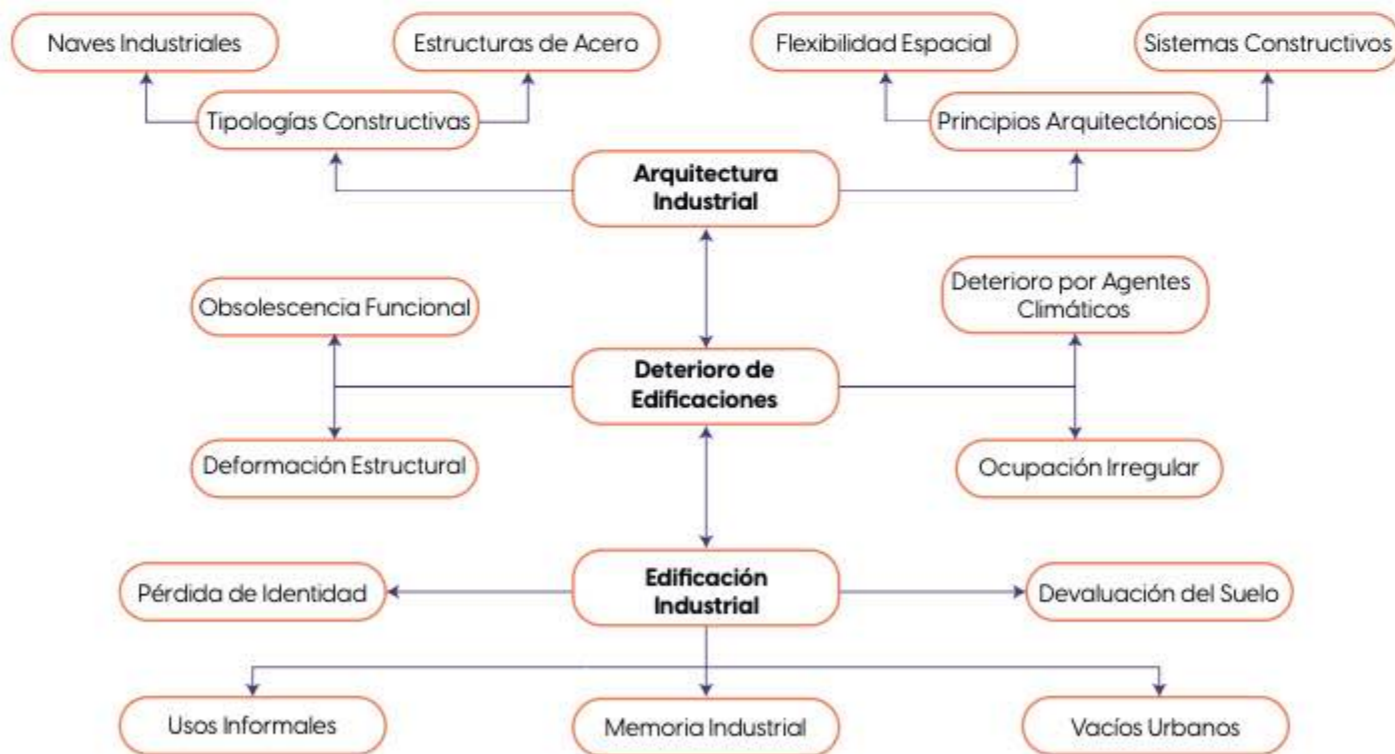 Naves Industriales
Estructuras de Acero
Flexibilidad Espacial
Sistemas Constructivos
Tipologías Constructivas
Principios Arquitectónicos
Arquitectura
Industrial
Obsolescencia Funcional
Deterioro por Agentes
Climáticos
Deterioro de
Edificaciones
Deformación Estructural
Ocupación Irregular
Edificación
Industrial
Pérdida de Identidad
Devaluación del Suelo
Usos Informales
Memoria Industrial
Vacíos Urbanos